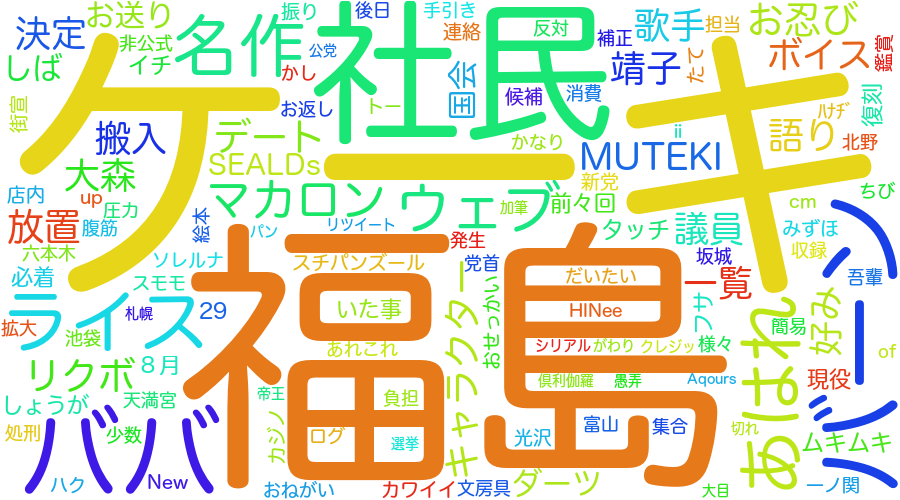 お送り
振り
後日
手引き
反対
歌手
担当
お忍び
決定
非公式
名作
公党
社民
連絡
補正
ボイス
鑑賞
しば
イチ
かし
国会
靖子
たて
街宣
お返し
トー
候補
消費
ケーキ
ハケヂ
復刻
搬入
デート
かなり
ii
語り
北野
SEALDs
MUTEKI
大森
新党
ちび
店内
up
圧力
マカロン
ウェブ
加筆
前々回
cm
放置
腹筋
絵本
リツイート
タッチ
議員
みずほ
六本木
パン
発生
坂城
収録
必着
スモモ
ソレルナ
スチパンズール
党首
だいたい
一覧
吾輩
ライス
29
福島
いた事
キャラクター
おせっかい
HINee
フサ
あはれ
好み
バーン
拡大
札幌
池袋
あれこれ
シリアル
がわり
クレジッ
様々
簡易
of
リクボ
8月
倶利伽羅
愚弄
Aqours
現役
しょうが
天満宮
帝王
負担
処刑
少数
ババ
カジノ
ログ
選挙
光沢
富山
集合
切れ
ムキムキ
ハク
New
おねがい
カワイイ
文房具
ダーツ
大目
一ノ関